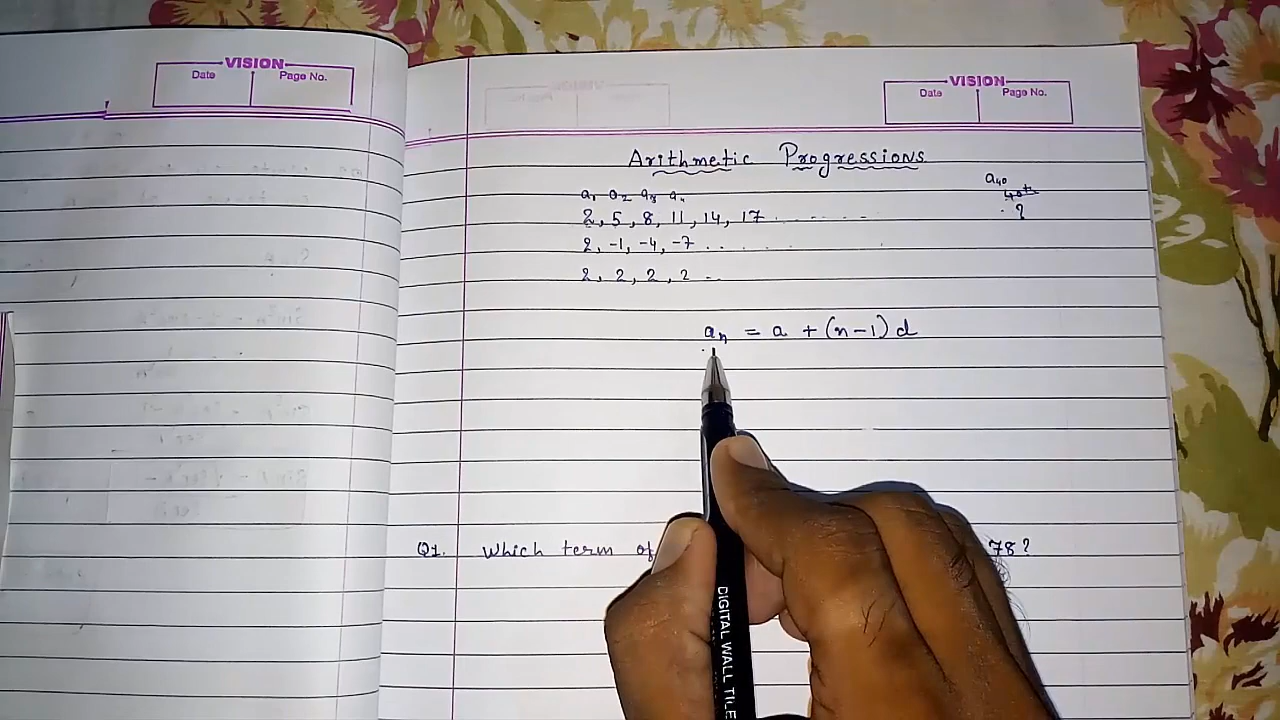 VISION
Date Page No.
VISION
Date Page No.
Arithmetic Progressions
a₁ a₂ a₃ a₄
2, 5, 8, 11, 14, 17 . - - - - -
a₄₀
40th
?
2, -1, -4, -7 . . . . .
2, 2, 2, 2 ...
aₙ = a + (n-1) d
Q1. Which term of 78?
DIGITAL WALL TILE